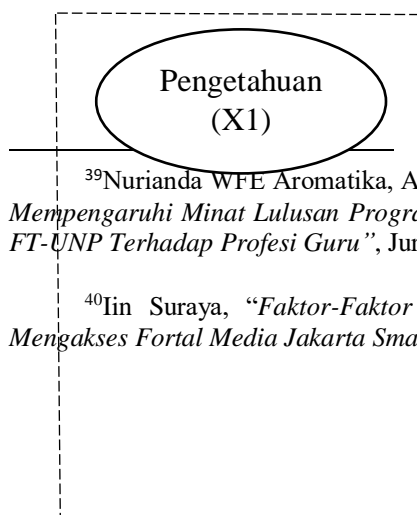 Pengetahuan
(X1)
³⁹Nurianda WFE Aromatika, A
Mempengaruhi Minat Lulusan Progra
FT-UNP Terhadap Profesi Guru”, Jur
⁴⁰Iin Suraya, “Faktor-Faktor
Mengakses Fortal Media Jakarta Sma